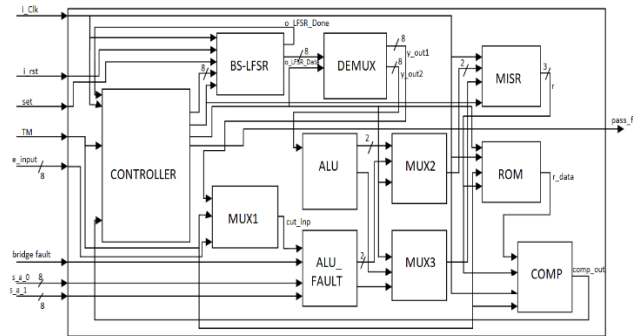 i_Clk
o_LFSR_Done
8
y_out1
i_rst
BS-LFSR
8
8
y_out2
8
o_LFSR_Data
DEMUX
2
MISR
3
r
set
TM
pass_f
e_input
8
CONTROLLER
ALU
2
MUX2
ROM
r_data
MUX1
cut_inp
bridge fault
ALU_
FAULT
2
MUX3
s_a_0
8
s_a_1
8
COMP
comp_out